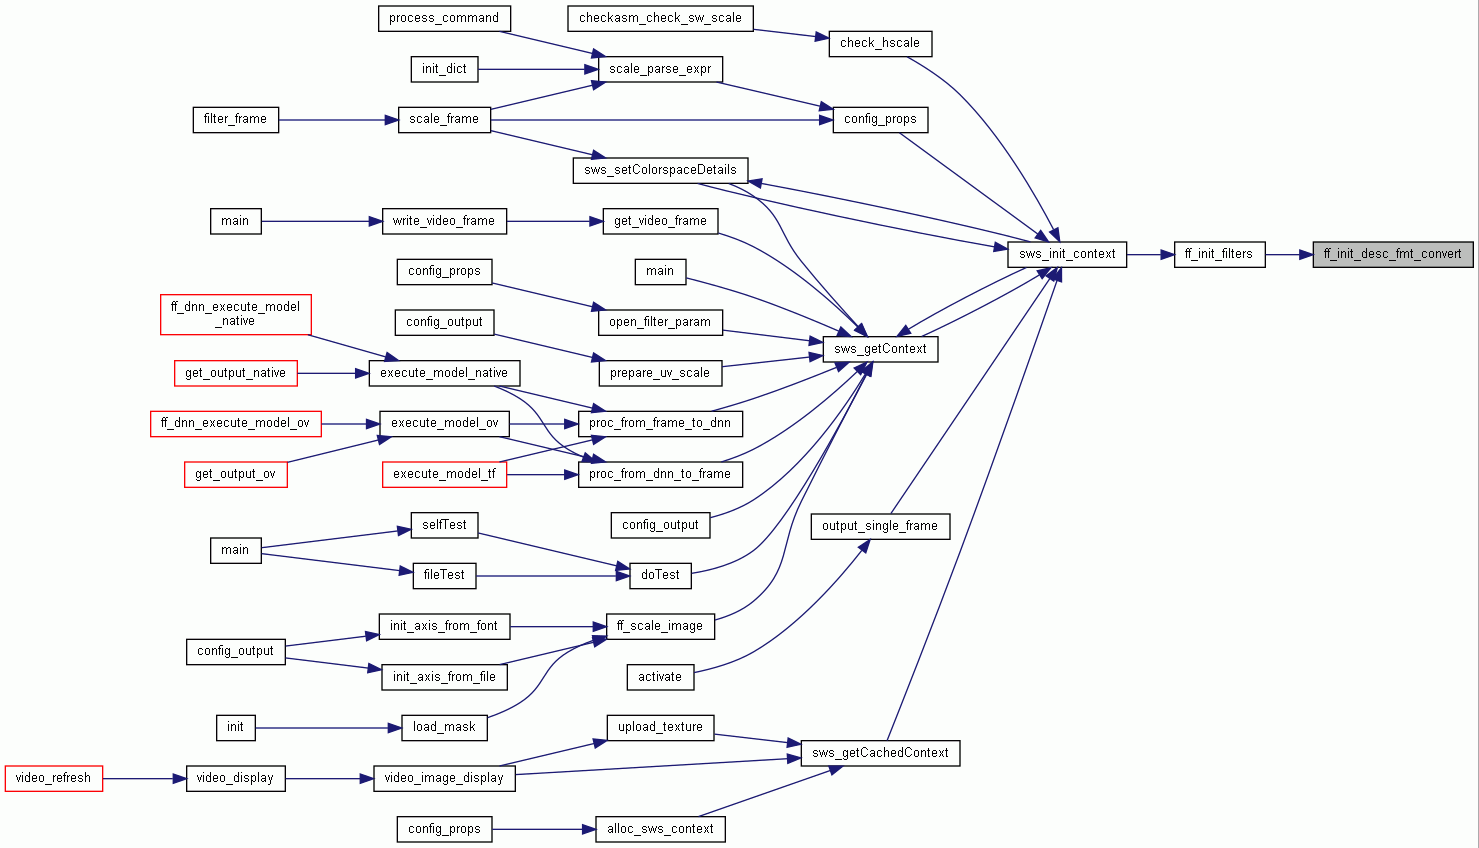 process_command
checkasm_check_sw_scale
check_hscale
init_dict
scale_parse_expr
filter_frame
scale_frame
config_props
sws_setColorspaceDetails
main
write_video_frame
get_video_frame
sws_init_context
ff_init_filters
ff_init_desc_fmt_convert
config_props
main
ff_dnn_execute_model
_native
config_output
open_filter_param
sws_getContext
get_output_native
execute_model_native
prepare_uv_scale
ff_dnn_execute_model_ov
execute_model_ov
proc_from_frame_to_dnn
get_output_ov
execute_model_tf
proc_from_dnn_to_frame
config_output
output_single_frame
selfTest
main
fileTest
doTest
init_axis_from_font
ff_scale_image
config_output
init_axis_from_file
activate
init
load_mask
upload_texture
sws_getCachedContext
video_refresh
video_display
video_image_display
config_props
alloc_sws_context